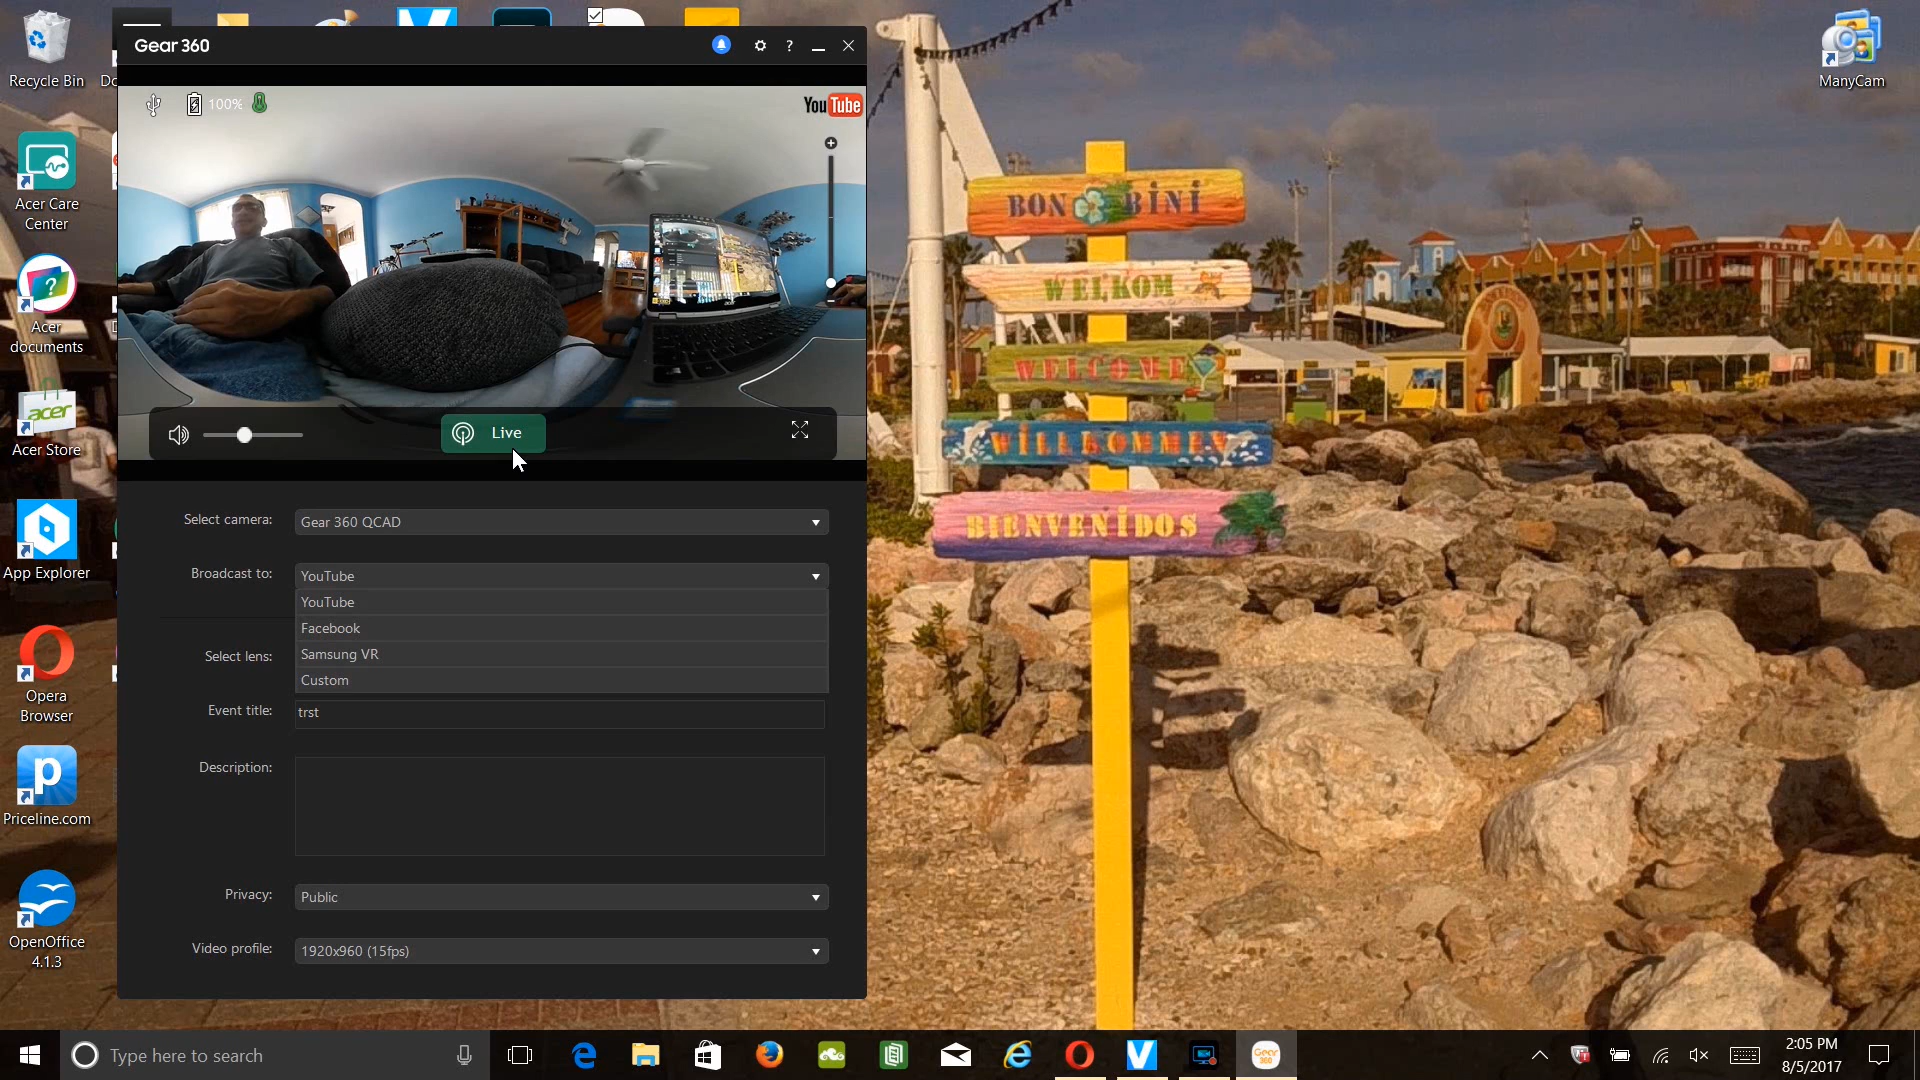 Recycle Bin
Acer Care
Center
Acer
documents
acer
Acer Store
App Explorer
Opera
Browser
Priceline.com
OpenOffice
4.1.3
Gear 360
?
100%
YouTube
Live
Select camera:
Gear 360 QCAD
Broadcast to:
YouTube
YouTube
Facebook
Samsung VR
Custom
Select lens:
Event title:
trst
Description:
Privacy:
Public
Video profile:
1920x960 (15fps)
ManyCam
BON BINI
WELKOM
WELCOME
WILLKOMMEN
BIENVENIDOS
Type here to search
Gear
360
2:05 PM
8/5/2017